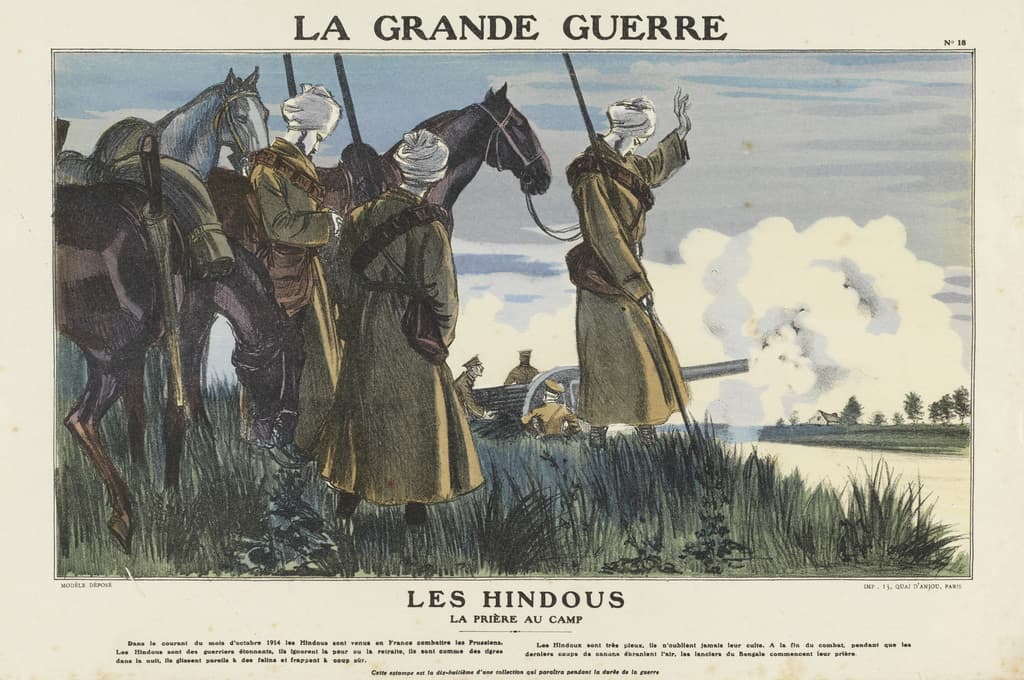 LA GRANDE GUERRE
N° 18
MODÈLE DÉPOSÉ
IMP. 13, QUAI D'ANJOU, PARIS
LES HINDOUS
LA PRIÈRE AU CAMP
Dans le courant du mois d'octobre 1914 les Hindous sont venus en France combattre les Prussiens.
Les Hindous sont des guerriers étonnants, ils ignorent la peur ou la retraite, ils sont comme des tigres
dans la nuit, ils glissent pareils à des felins et frappent à coup sûr.
Les Hindoux sont très pieux, ils n'oublient jamais leur culte. A la fin du combat, pendant que les
derniers coups de canons ébranlent l'air, les lanciers du Bengale commencent leur prière
Cette estampe est la dix-huitième d'une collection qui paraîtra pendant la durée de la guerre